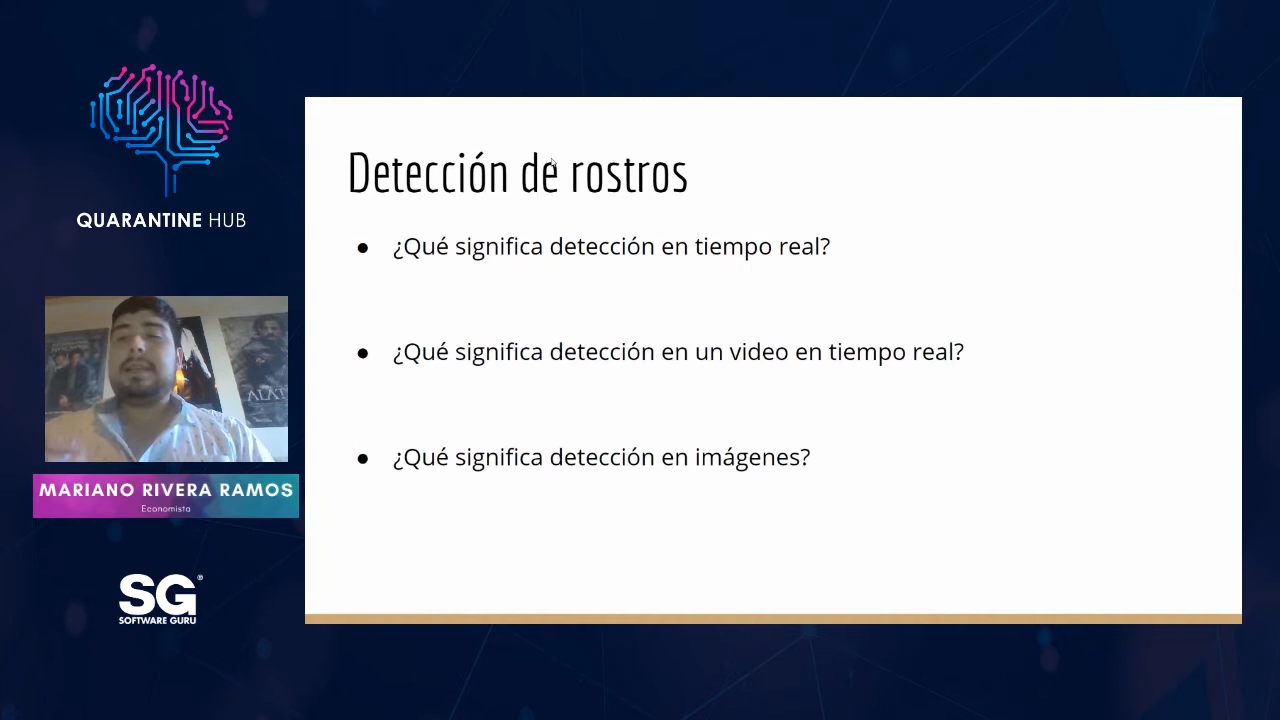 QUARANTINE HUB
MARIANO RIVERA RAMOS
Economista
SG®
SOFTWARE GURU
Detección de rostros
● ¿Qué significa detección en tiempo real?
● ¿Qué significa detección en un video en tiempo real?
● ¿Qué significa detección en imágenes?
ALAT